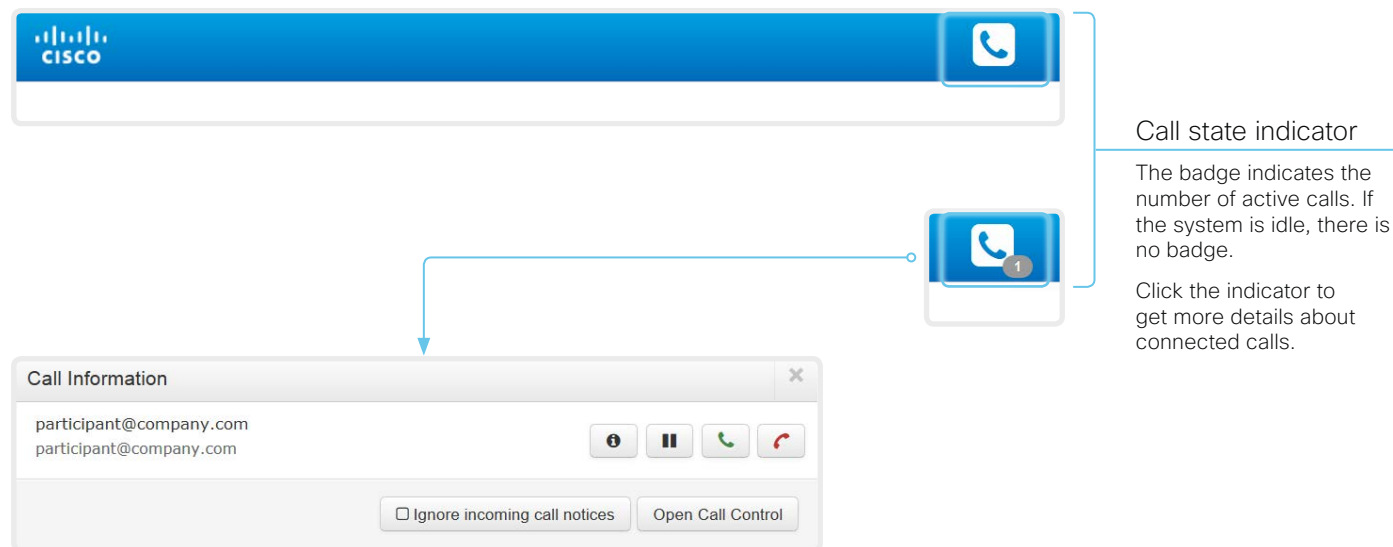 CISCO
Call state indicator
The badge indicates the
number of active calls. If
the system is idle, there is
no badge.
Click the indicator to
get more details about
connected calls.
1
Call Information
participant@company.com
participant@company.com
Ignore incoming call notices
Open Call Control